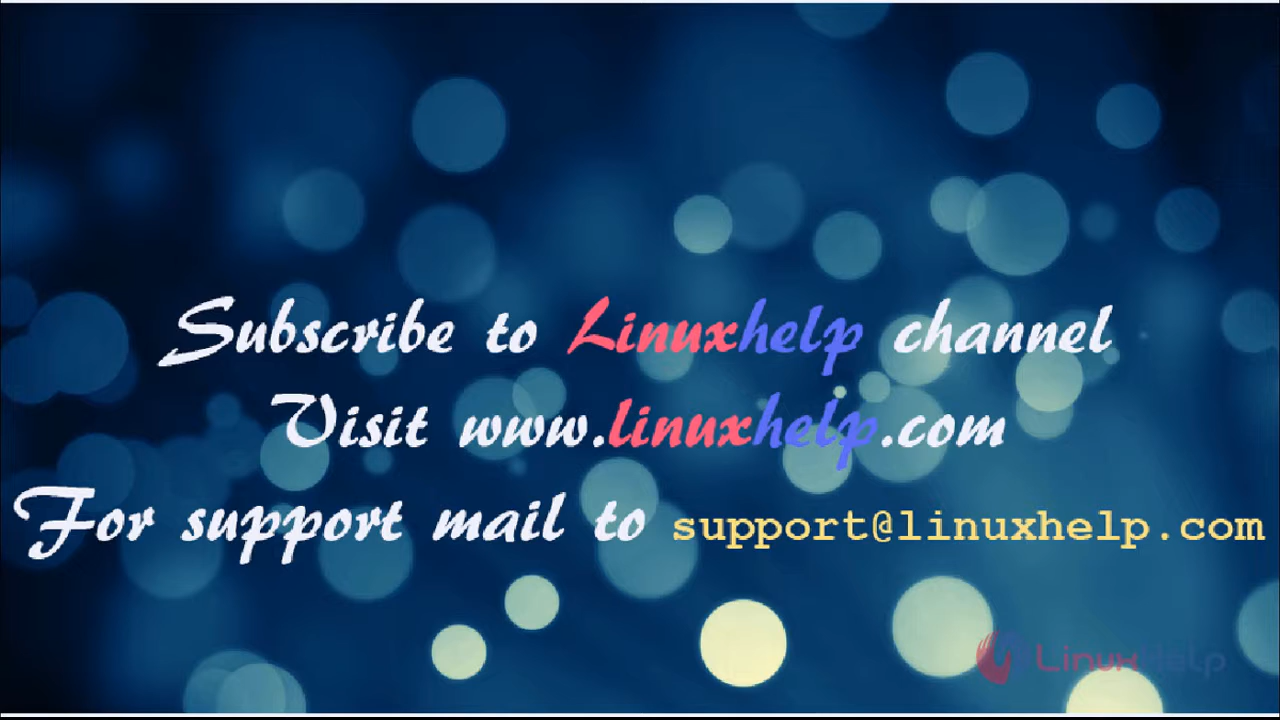 Subscribe to Linuxhelp channel
Visit www.linuxhelp.com
For support mail to support@linuxhelp.com
LinuxHelp